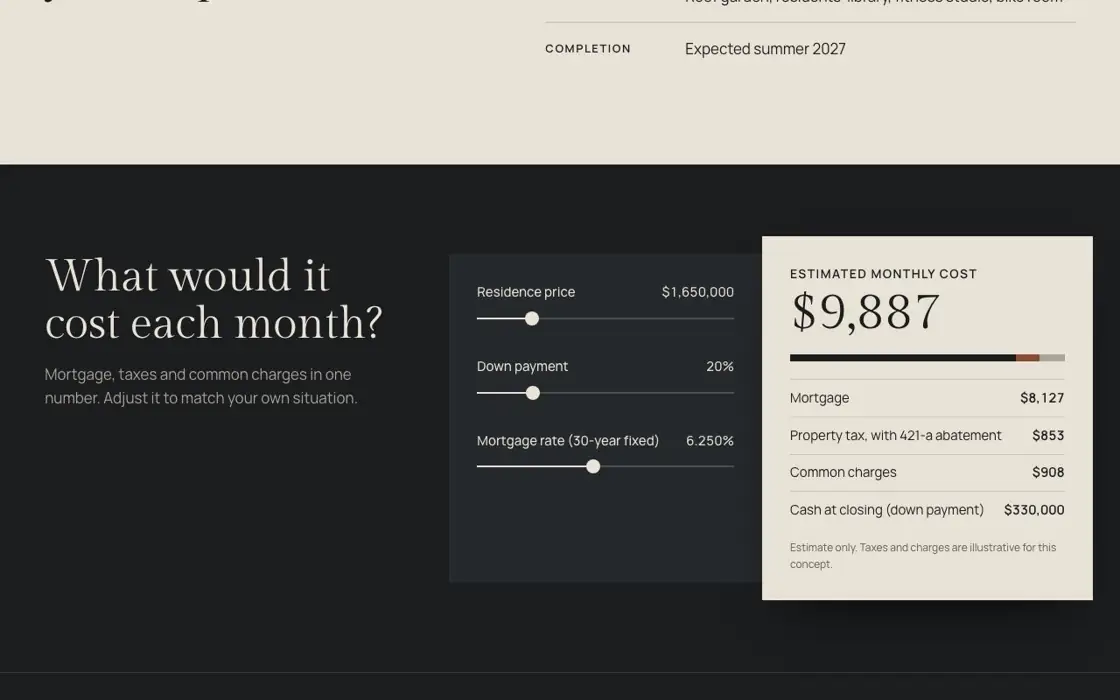 COMPLETION
Expected summer 2027
What would it
cost each month?
Mortgage, taxes and common charges in one
number. Adjust it to match your own situation.
Residence price
$1,650,000
Down payment
20%
Mortgage rate (30-year fixed)
6.250%
ESTIMATED MONTHLY COST
$9,887
Mortgage
$8,127
Property tax, with 421-a abatement
$853
Common charges
$908
Cash at closing (down payment)
$330,000
Estimate only. Taxes and charges are illustrative for this
concept.